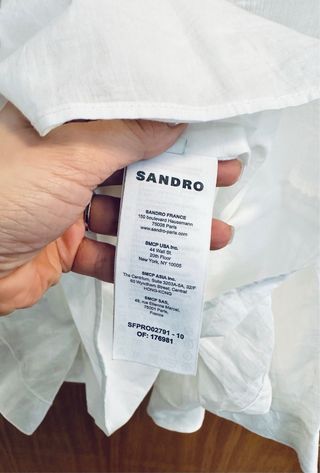 SANDRO
SANDRO FRANCE
150 boulevard Haussmann
75008 Paris
www.sandro-paris.com
SMCP USA Inc.
44 Wall St
20th Floor
New York, NY 10005
SMCP ASIA Inc.
The Centrium, Suite 3203A-5A, 32/F
60 Wyndham Street, Central
HONG-KONG
SMCP SAS,
49, rue Etienne Marcel,
75001 Paris,
France
SFPRO02791 - 10
OF: 176981